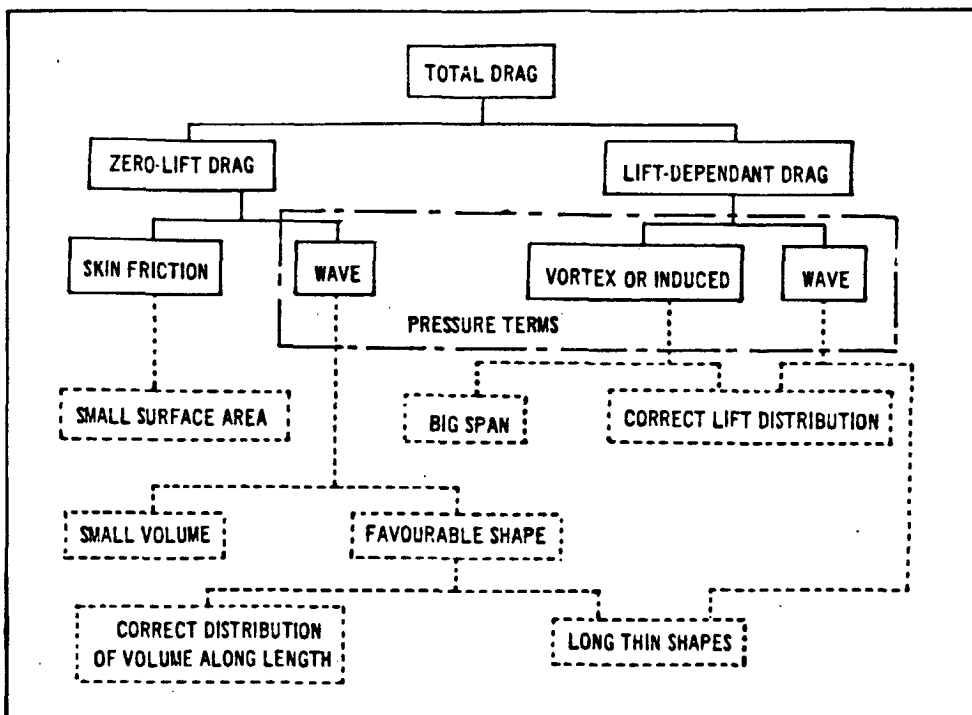 TOTAL DRAG
ZERO-LIFT DRAG
LIFT-DEPENDANT DRAG
SKIN FRICTION
WAVE
VORTEX OR INDUCED
WAVE
PRESSURE TERMS
SMALL SURFACE AREA
BIG SPAN
CORRECT LIFT DISTRIBUTION
SMALL VOLUME
FAVOURABLE SHAPE
CORRECT DISTRIBUTION
OF VOLUME ALONG LENGTH
LONG THIN SHAPES